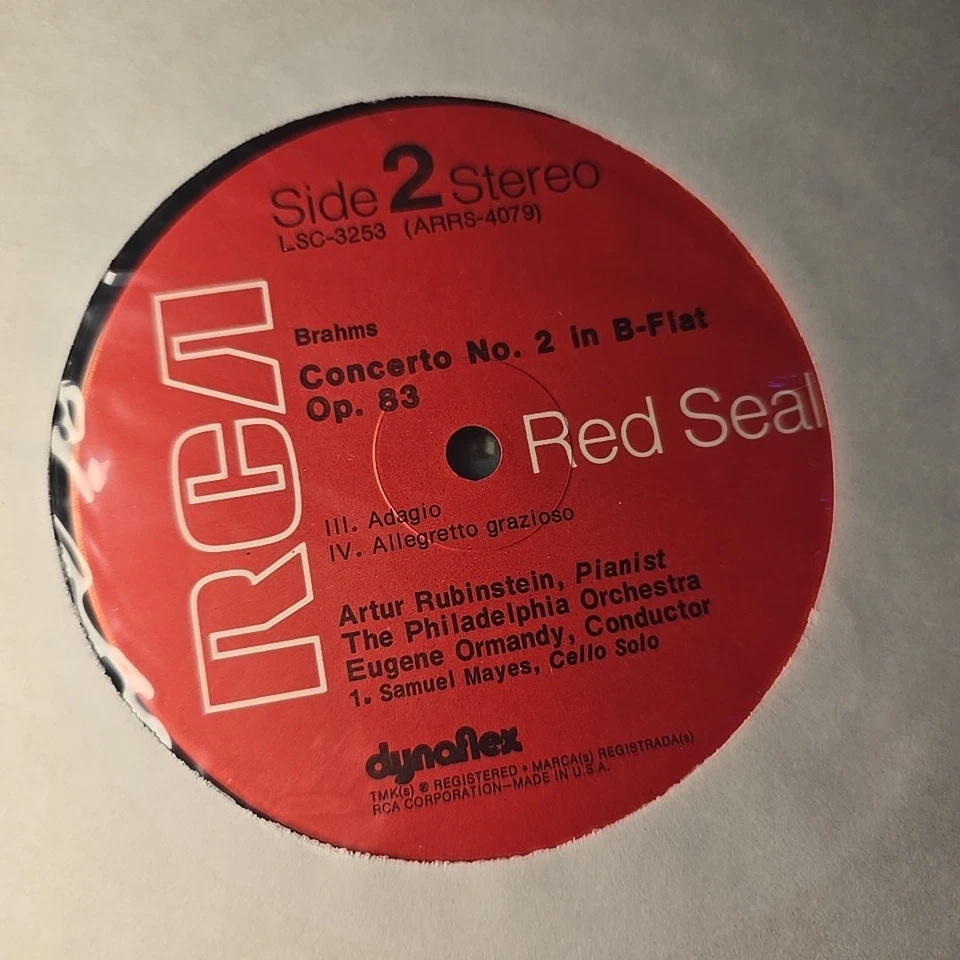 Side 2 Stereo
LSC-3253 (ARRS-4079)
RCA
Brahms
Concerto No. 2 in B-Flat
Op. 83
Red Seal
III. Adagio
IV. Allegretto grazioso
Artur Rubinstein, Pianist
The Philadelphia Orchestra
Eugene Ormandy, Conductor
1. Samuel Mayes, Cello Solo
dynaflex
TMK(s) ® REGISTERED • MARCA(s) REGISTRADA(s)
RCA CORPORATION—MADE IN U.S.A.